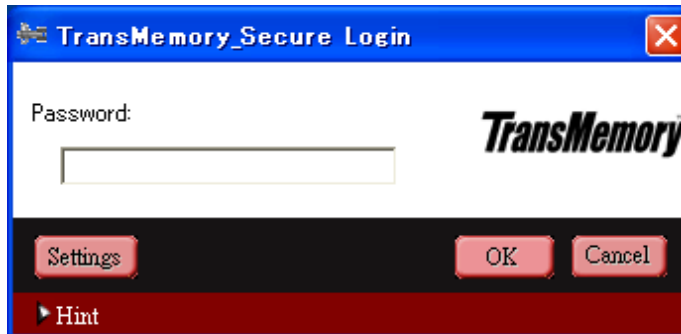 TransMemory_Secure Login
Password:
TransMemory
Settings
OK
Cancel
Hint